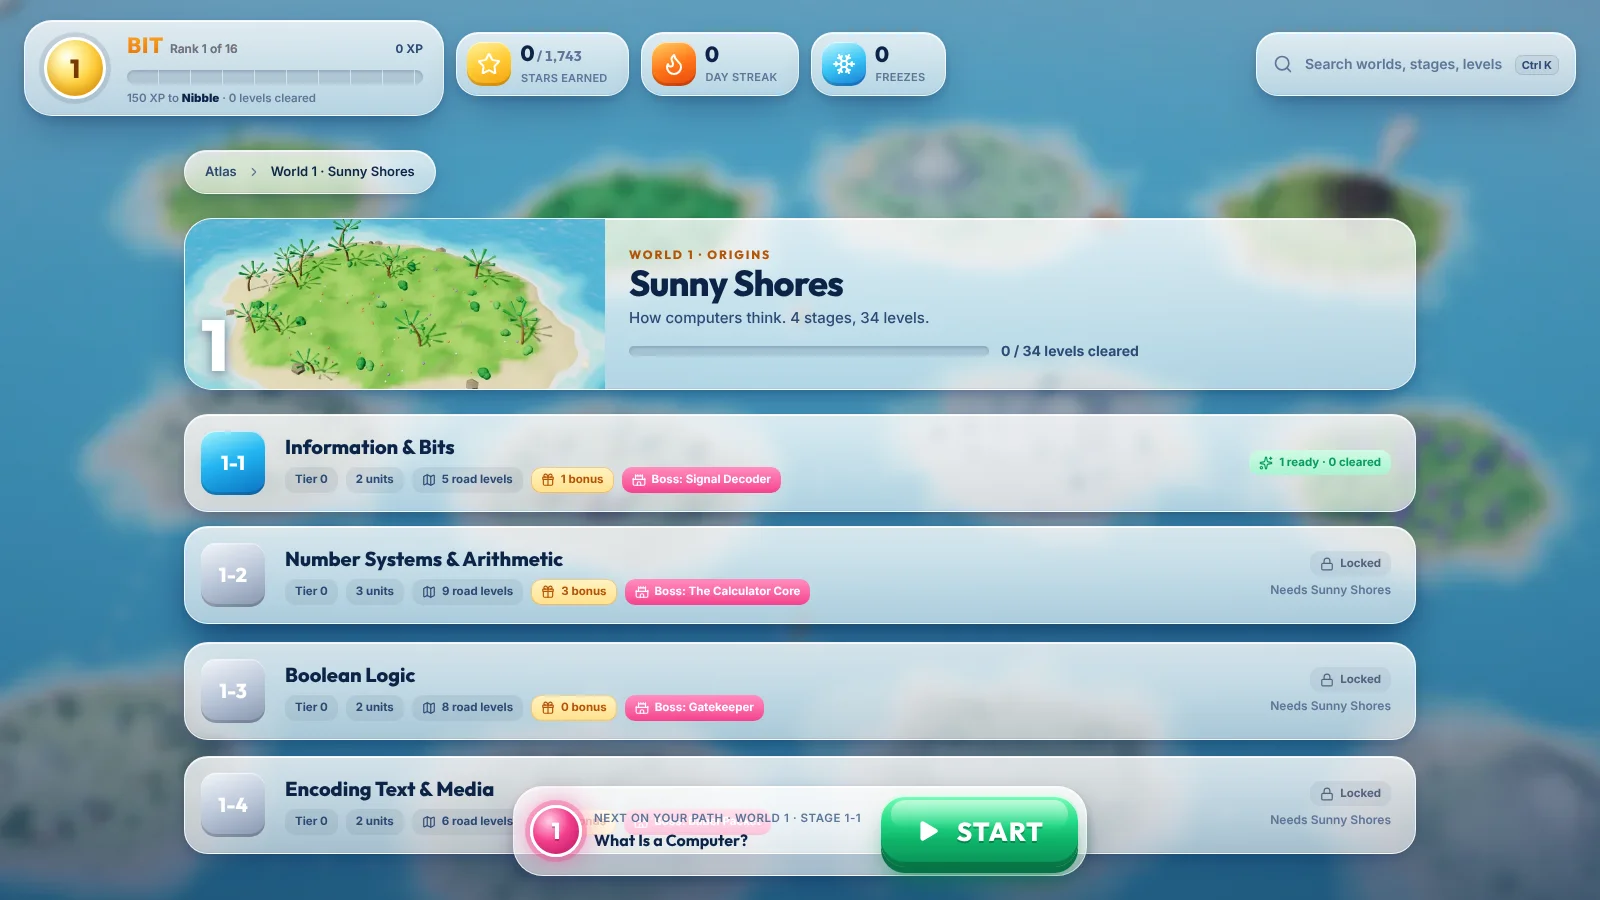 1
BIT Rank 1 of 16
0 XP
150 XP to Nibble · 0 levels cleared
0 / 1,743
STARS EARNED
0
DAY STREAK
0
FREEZES
Search worlds, stages, levels
Ctrl K
Atlas > World 1 · Sunny Shores
1
WORLD 1 · ORIGINS
Sunny Shores
How computers think. 4 stages, 34 levels.
0 / 34 levels cleared
1-1
Information & Bits
Tier 0
2 units
5 road levels
1 bonus
Boss: Signal Decoder
1 ready · 0 cleared
1-2
Number Systems & Arithmetic
Tier 0
3 units
9 road levels
3 bonus
Boss: The Calculator Core
Locked
Needs Sunny Shores
1-3
Boolean Logic
Tier 0
2 units
8 road levels
0 bonus
Boss: Gatekeeper
Locked
Needs Sunny Shores
1-4
Encoding Text & Media
Tier 0
2 units
6 road levels
Locked
Needs Sunny Shores
1
NEXT ON YOUR PATH · WORLD 1 · STAGE 1-1
What Is a Computer?
START